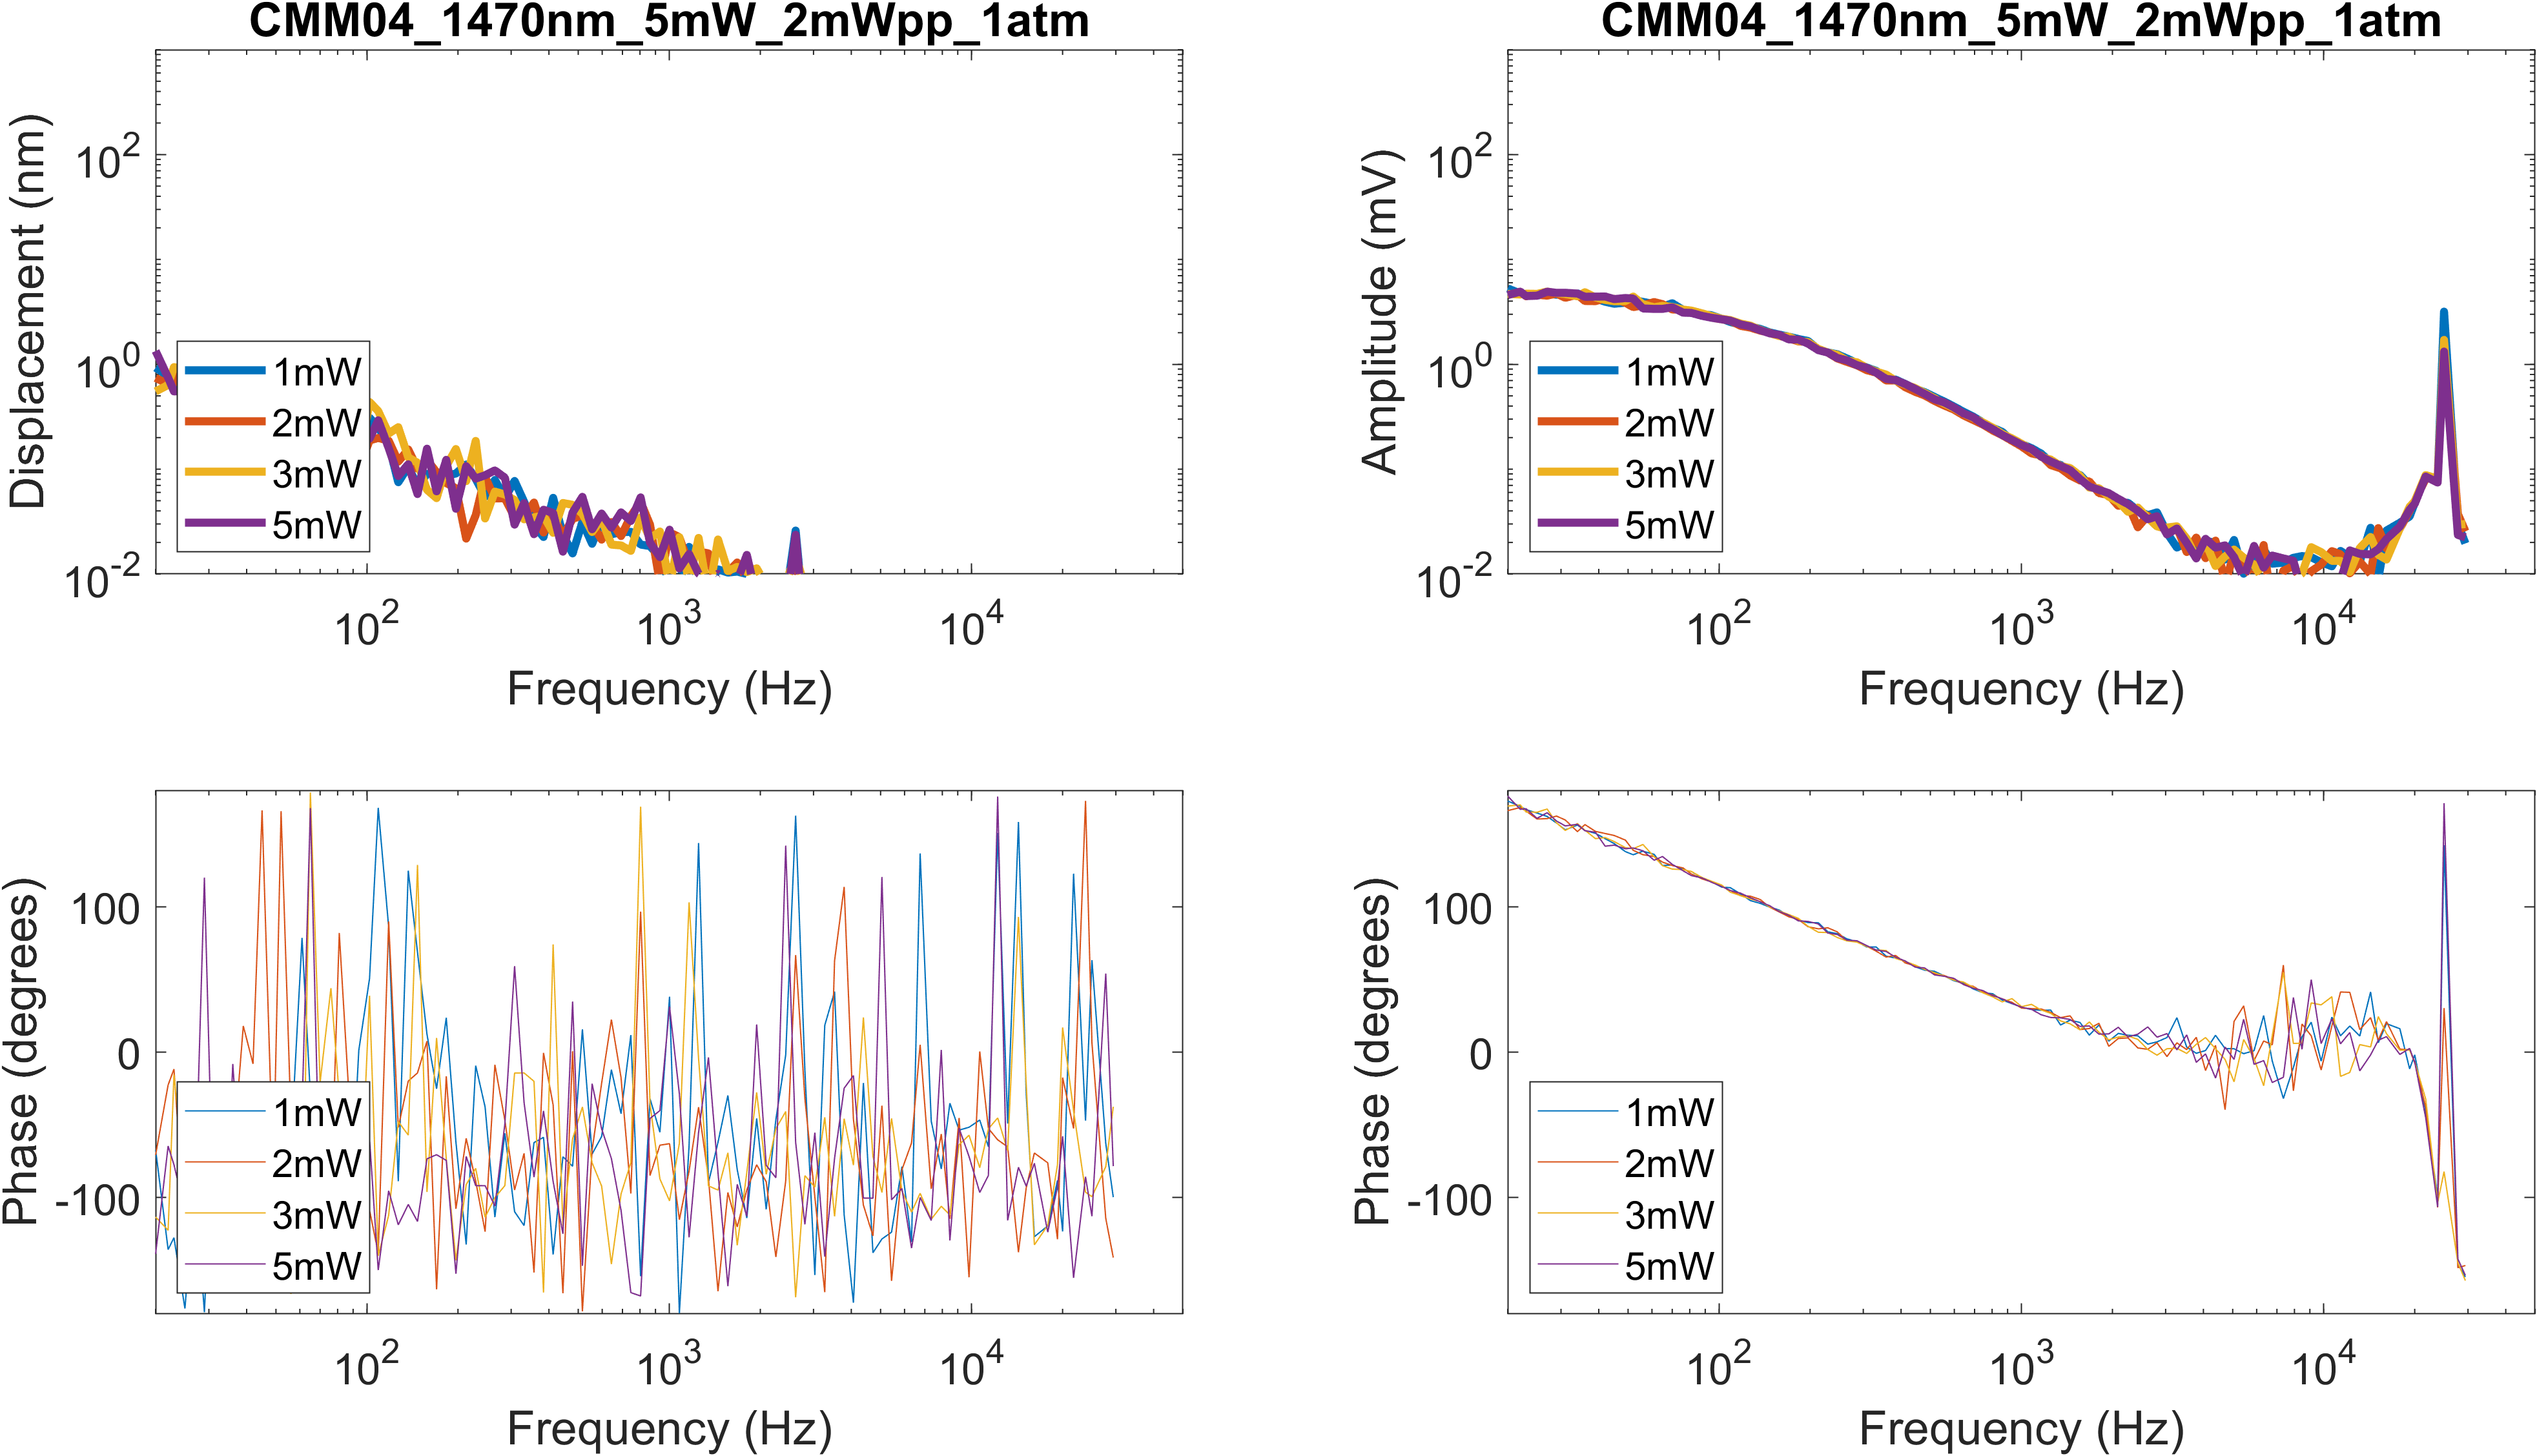 CMM04_1470nm_5mW_2mWpp_1atm
Displacement (nm)
10^2
10^0
10^-2
1mW
2mW
3mW
5mW
10^2
10^3
10^4
Frequency (Hz)
CMM04_1470nm_5mW_2mWpp_1atm
Amplitude (mV)
10^2
10^0
10^-2
1mW
2mW
3mW
5mW
10^2
10^3
10^4
Frequency (Hz)
Phase (degrees)
100
0
-100
1mW
2mW
3mW
5mW
10^2
10^3
10^4
Frequency (Hz)
Phase (degrees)
100
0
-100
1mW
2mW
3mW
5mW
10^2
10^3
10^4
Frequency (Hz)